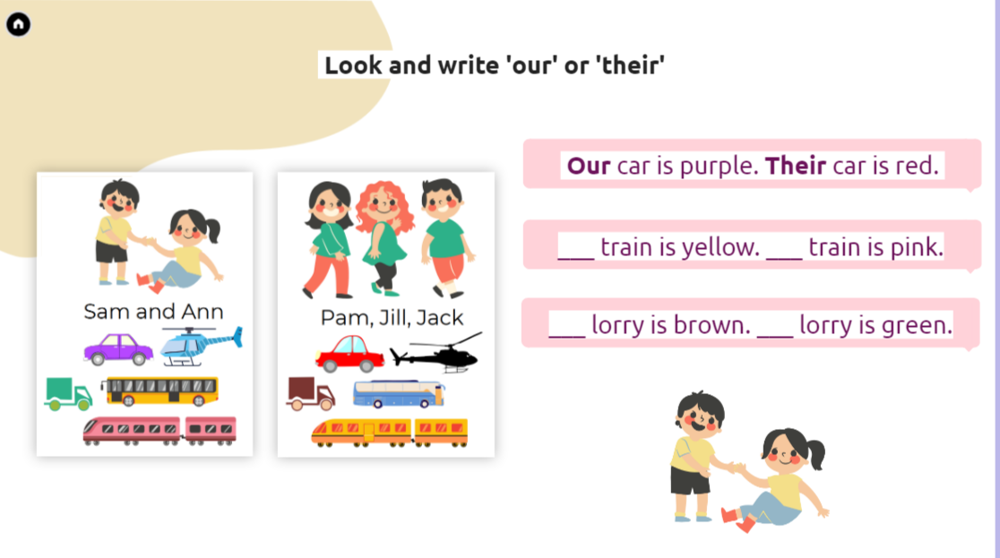 Look and write 'our' or 'their'
Our car is purple. Their car is red.
___ train is yellow. ___ train is pink.
___ lorry is brown. ___ lorry is green.
Sam and Ann
Pam, Jill, Jack